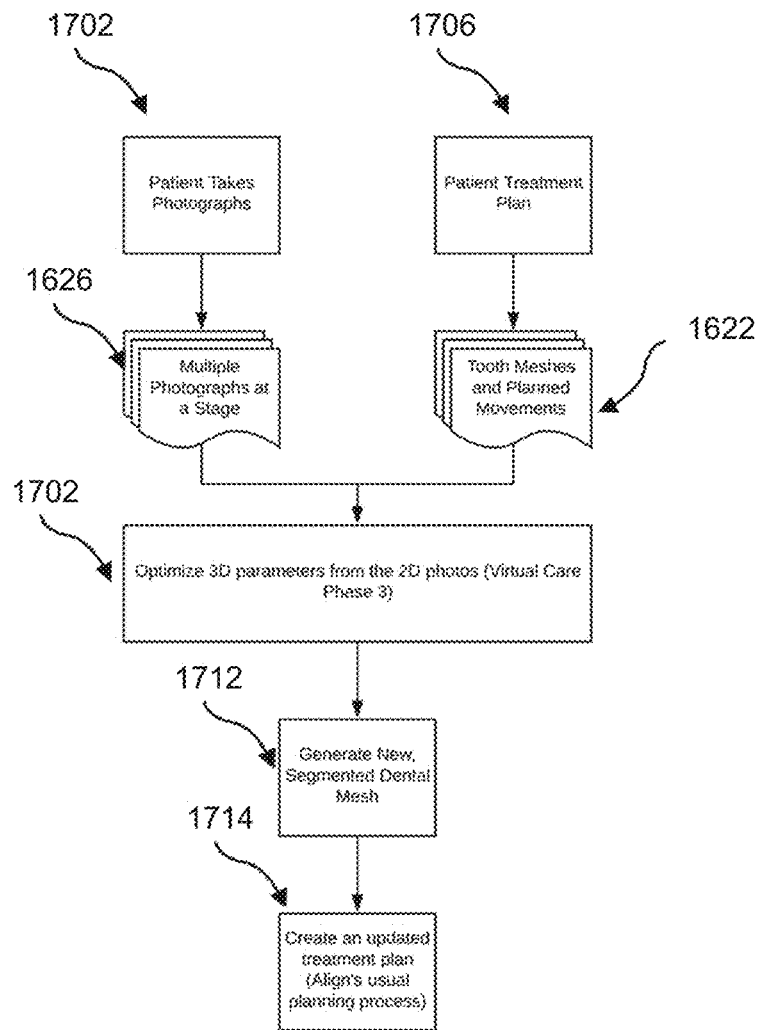 1702
1706
Patient Takes
Photographs
Patient Treatment
Plan
1626
1622
Multiple
Photographs at
a Stage
Tooth Meshes
and Planned
Movements
1702
Optimize 3D parameters from the 2D photos (Virtual Care
Phase 3)
1712
Generate New,
Segmented Dental
Mesh
1714
Create an updated
treatment plan
(Align's usual
planning process)